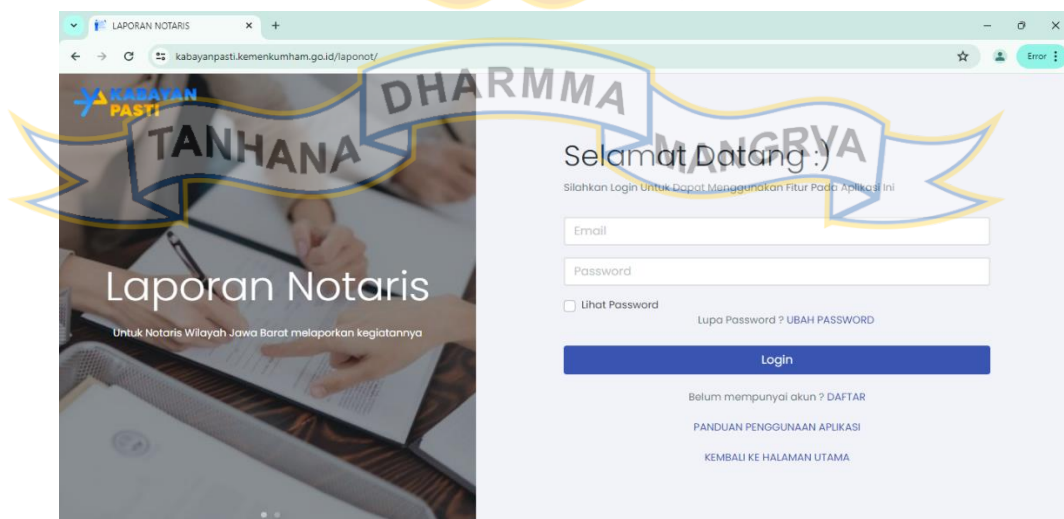 LAPORAN NOTARIS
kabayanpasti.kemenkumham.go.id/laponot/
Error
KABAYAN
PASTI
TANHANA DHARMMA MANGRVA
Selamat Datang :)
Silahkan Login Untuk Dapat Menggunakan Fitur Pada Aplikasi Ini
Email
Password
Lihat Password
Lupa Password ? UBAH PASSWORD
Login
Belum mempunyai akun ? DAFTAR
PANDUAN PENGGUNAAN APLIKASI
KEMBALI KE HALAMAN UTAMA
Laporan Notaris
Untuk Notaris Wilayah Jawa Barat melaporkan kegiatannya